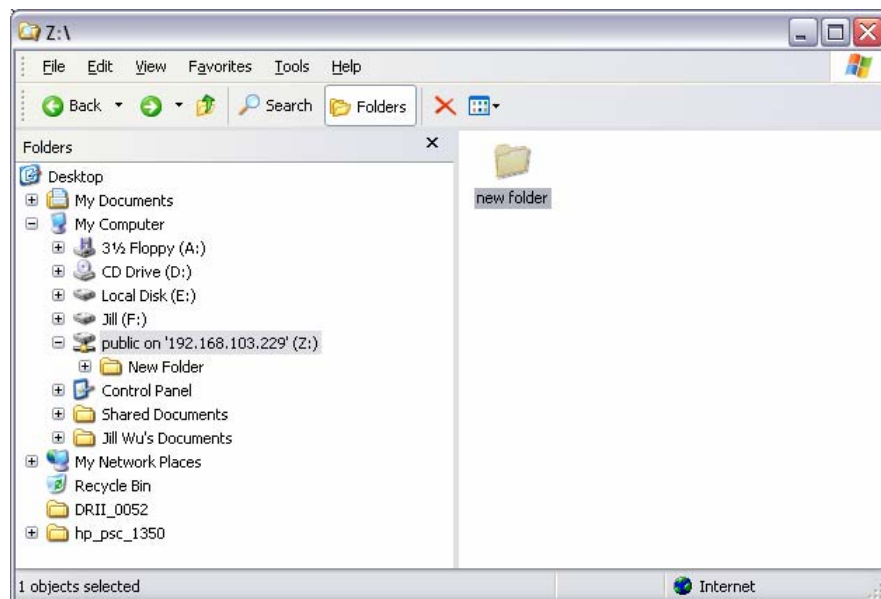 Z:\
File Edit View Favorites Tools Help
Back Search Folders
Folders
Desktop
My Documents
My Computer
3½ Floppy (A:)
CD Drive (D:)
Local Disk (E:)
Jill (F:)
public on '192.168.103.229' (Z:)
New Folder
Control Panel
Shared Documents
Jill Wu's Documents
My Network Places
Recycle Bin
DRII_0052
hp_psc_1350
new folder
1 objects selected
Internet